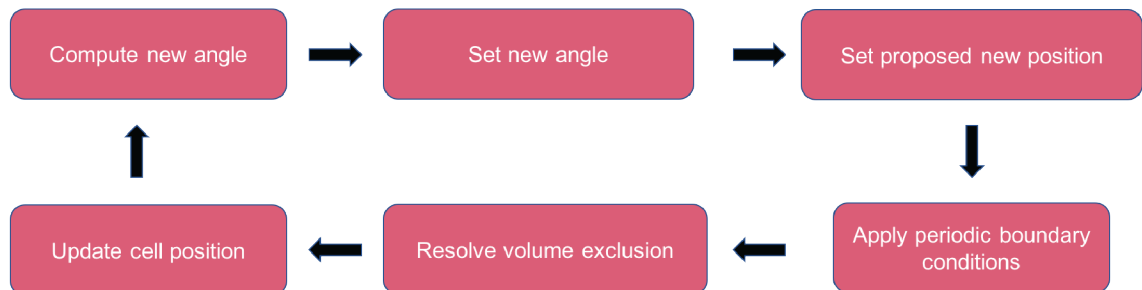 Compute new angle
Set new angle
Set proposed new position
Update cell position
Resolve volume exclusion
Apply periodic boundary
conditions